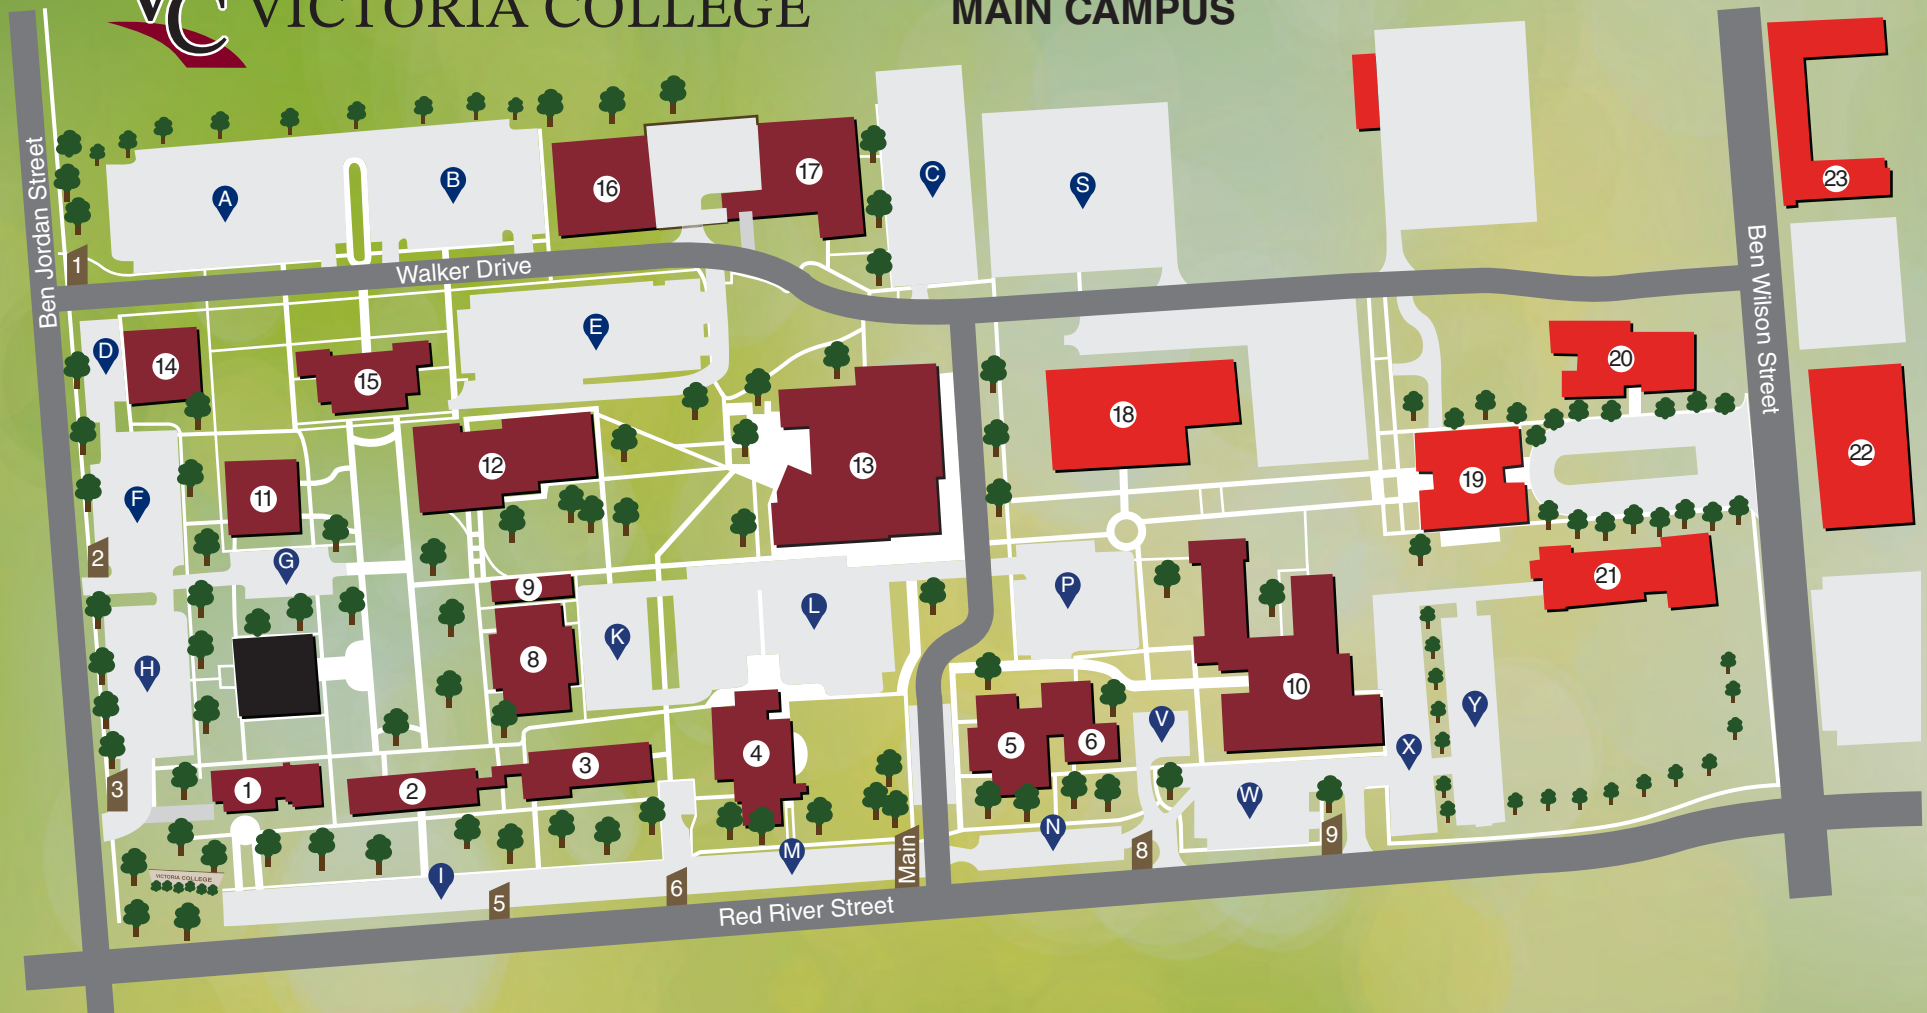 VC VICTORIA COLLEGE
MAIN CAMPUS
Ben Jordan Street
Walker Drive
Ben Wilson Street
Red River Street
Main
VICTORIA COLLEGE
A
B
C
S
D
E
F
G
H
I
K
L
M
N
P
V
W
X
Y
16
17
14
15
12
13
11
9
8
1
2
3
4
5
6
10
18
19
20
21
22
23
1
2
3
5
6
8
9